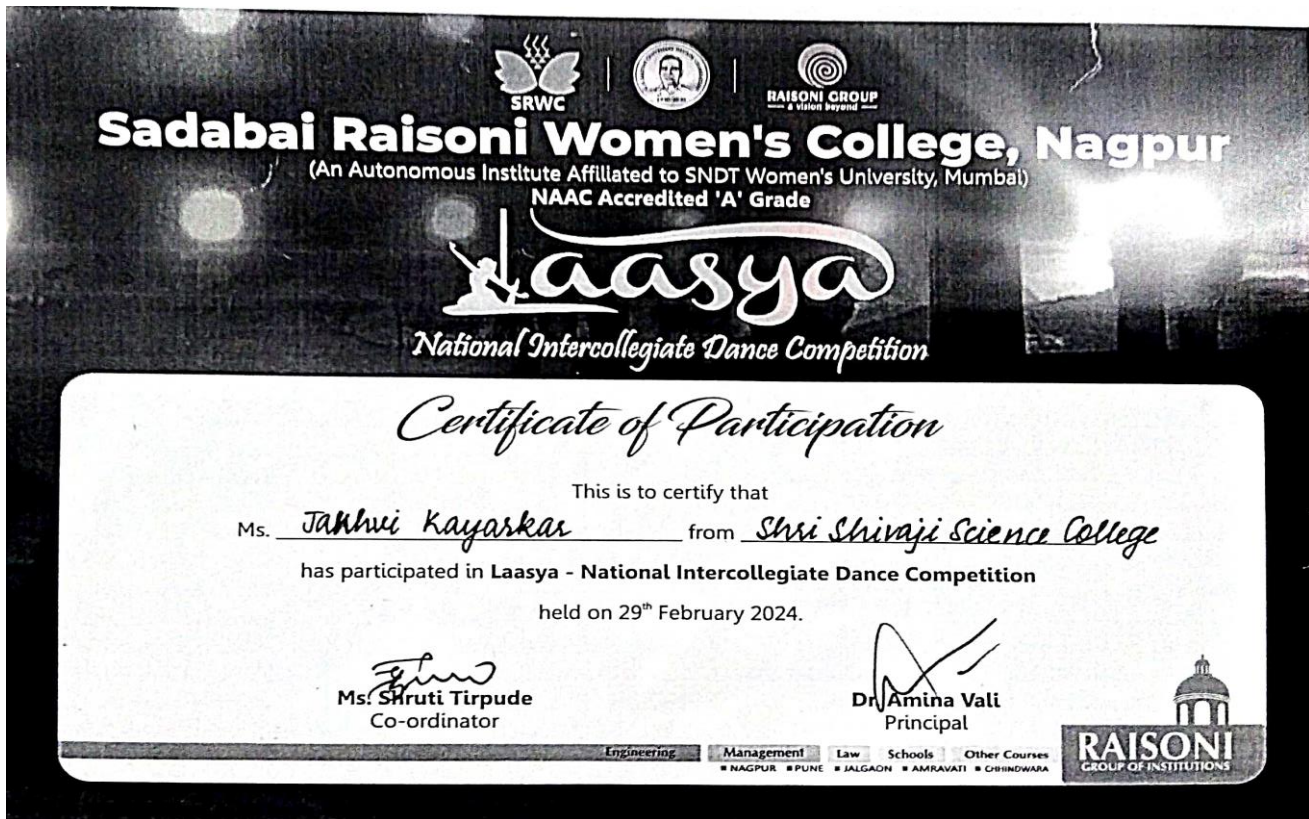 SRWC
RAISONI GROUP
a vision beyond
Sadabai Raisoni Women's College, Nagpur
(An Autonomous Institute Affiliated to SNDT Women's University, Mumbai)
NAAC Accredited 'A' Grade
Laasya
National Intercollegiate Dance Competition
Certificate of Participation
This is to certify that
Ms. Jankhvi Kayarkar from Shri Shivaji Science College
has participated in Laasya - National Intercollegiate Dance Competition
held on 29th February 2024.
Ms. Shruti Tirpude
Co-ordinator
Dr. Amina Vali
Principal
Engineering Management Law Schools Other Courses
NAGPUR PUNE JALGAON AMRAVATI CHHINDWARA
RAISONI
GROUP OF INSTITUTIONS